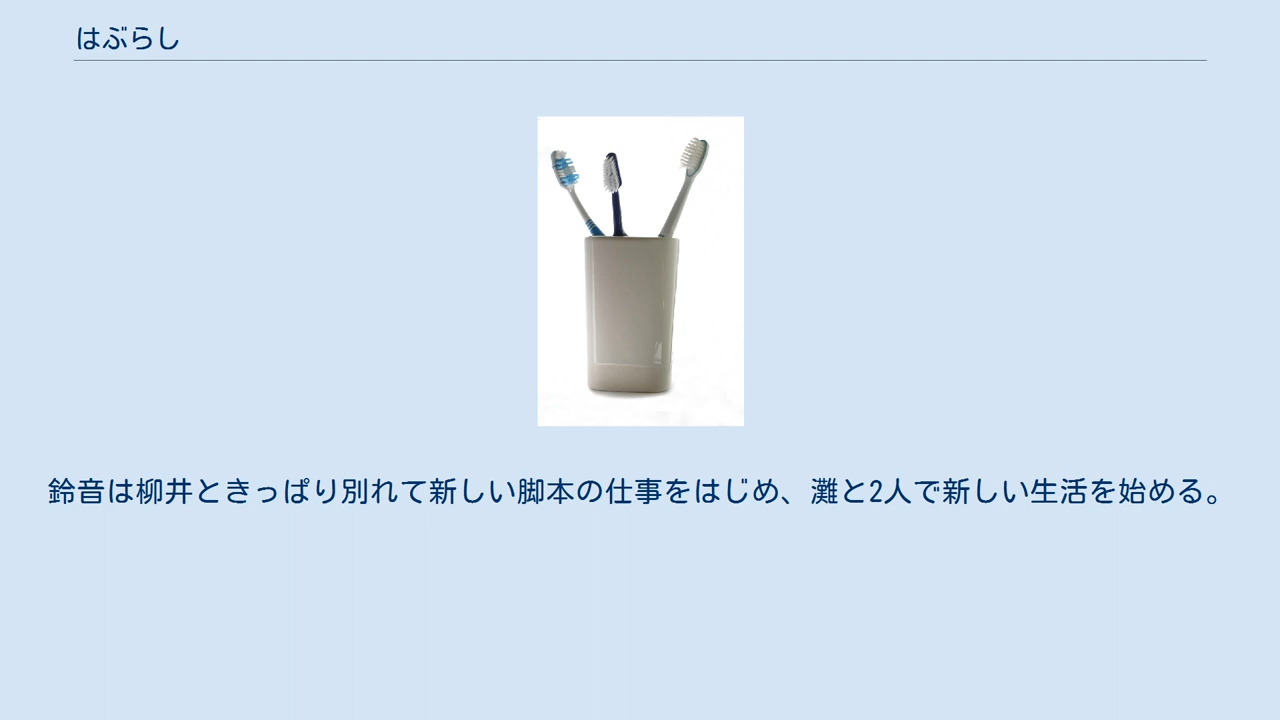 はぶらし
鈴音は柳井ときっぱり別れて新しい脚本の仕事をはじめ、灘と2人で新しい生活を始める。